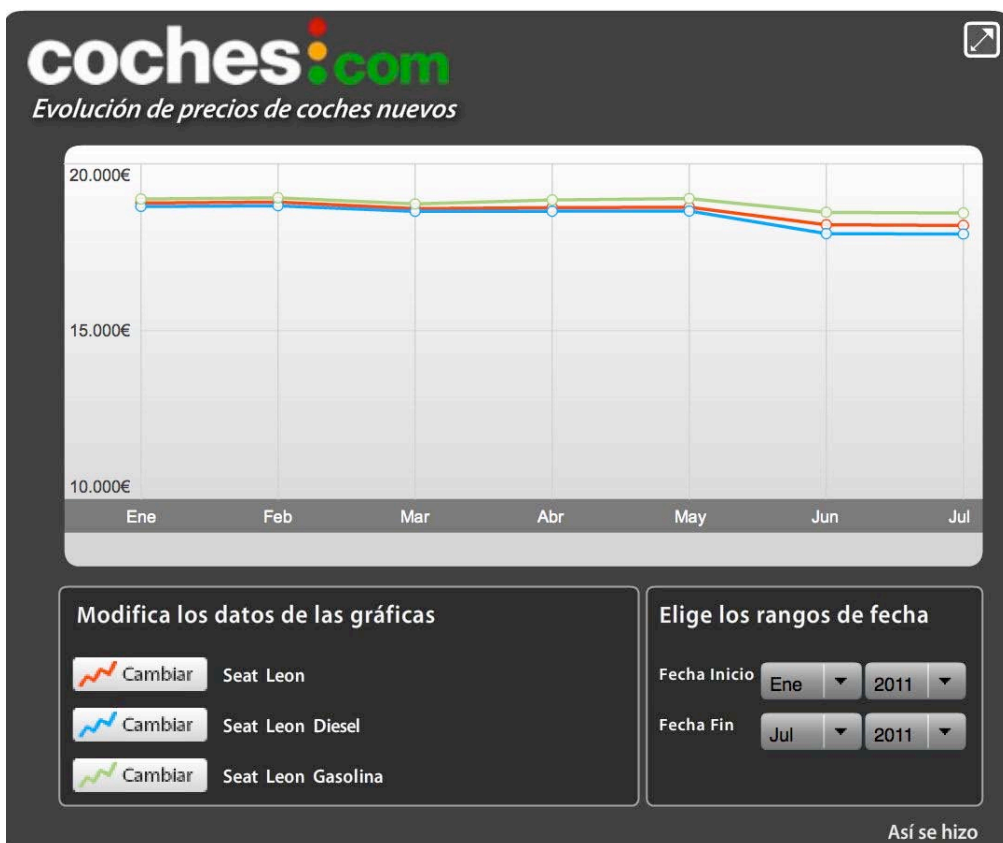 coches:com
Evolución de precios de coches nuevos
20.000€
15.000€
10.000€
Ene Feb Mar Abr May Jun Jul
Modifica los datos de las gráficas
Cambiar Seat Leon
Cambiar Seat Leon Diesel
Cambiar Seat Leon Gasolina
Elige los rangos de fecha
Fecha Inicio Ene 2011
Fecha Fin Jul 2011
Así se hizo